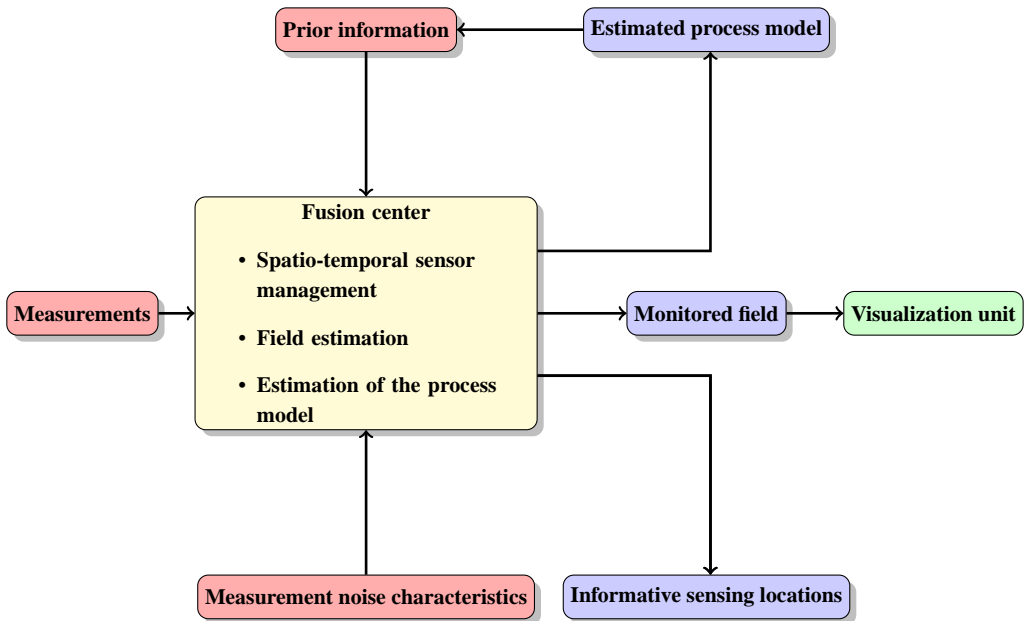 Prior information
Estimated process model
Fusion center
• Spatio-temporal sensor
management
• Field estimation
• Estimation of the process
model
Measurements
Monitored field
Visualization unit
Measurement noise characteristics
Informative sensing locations